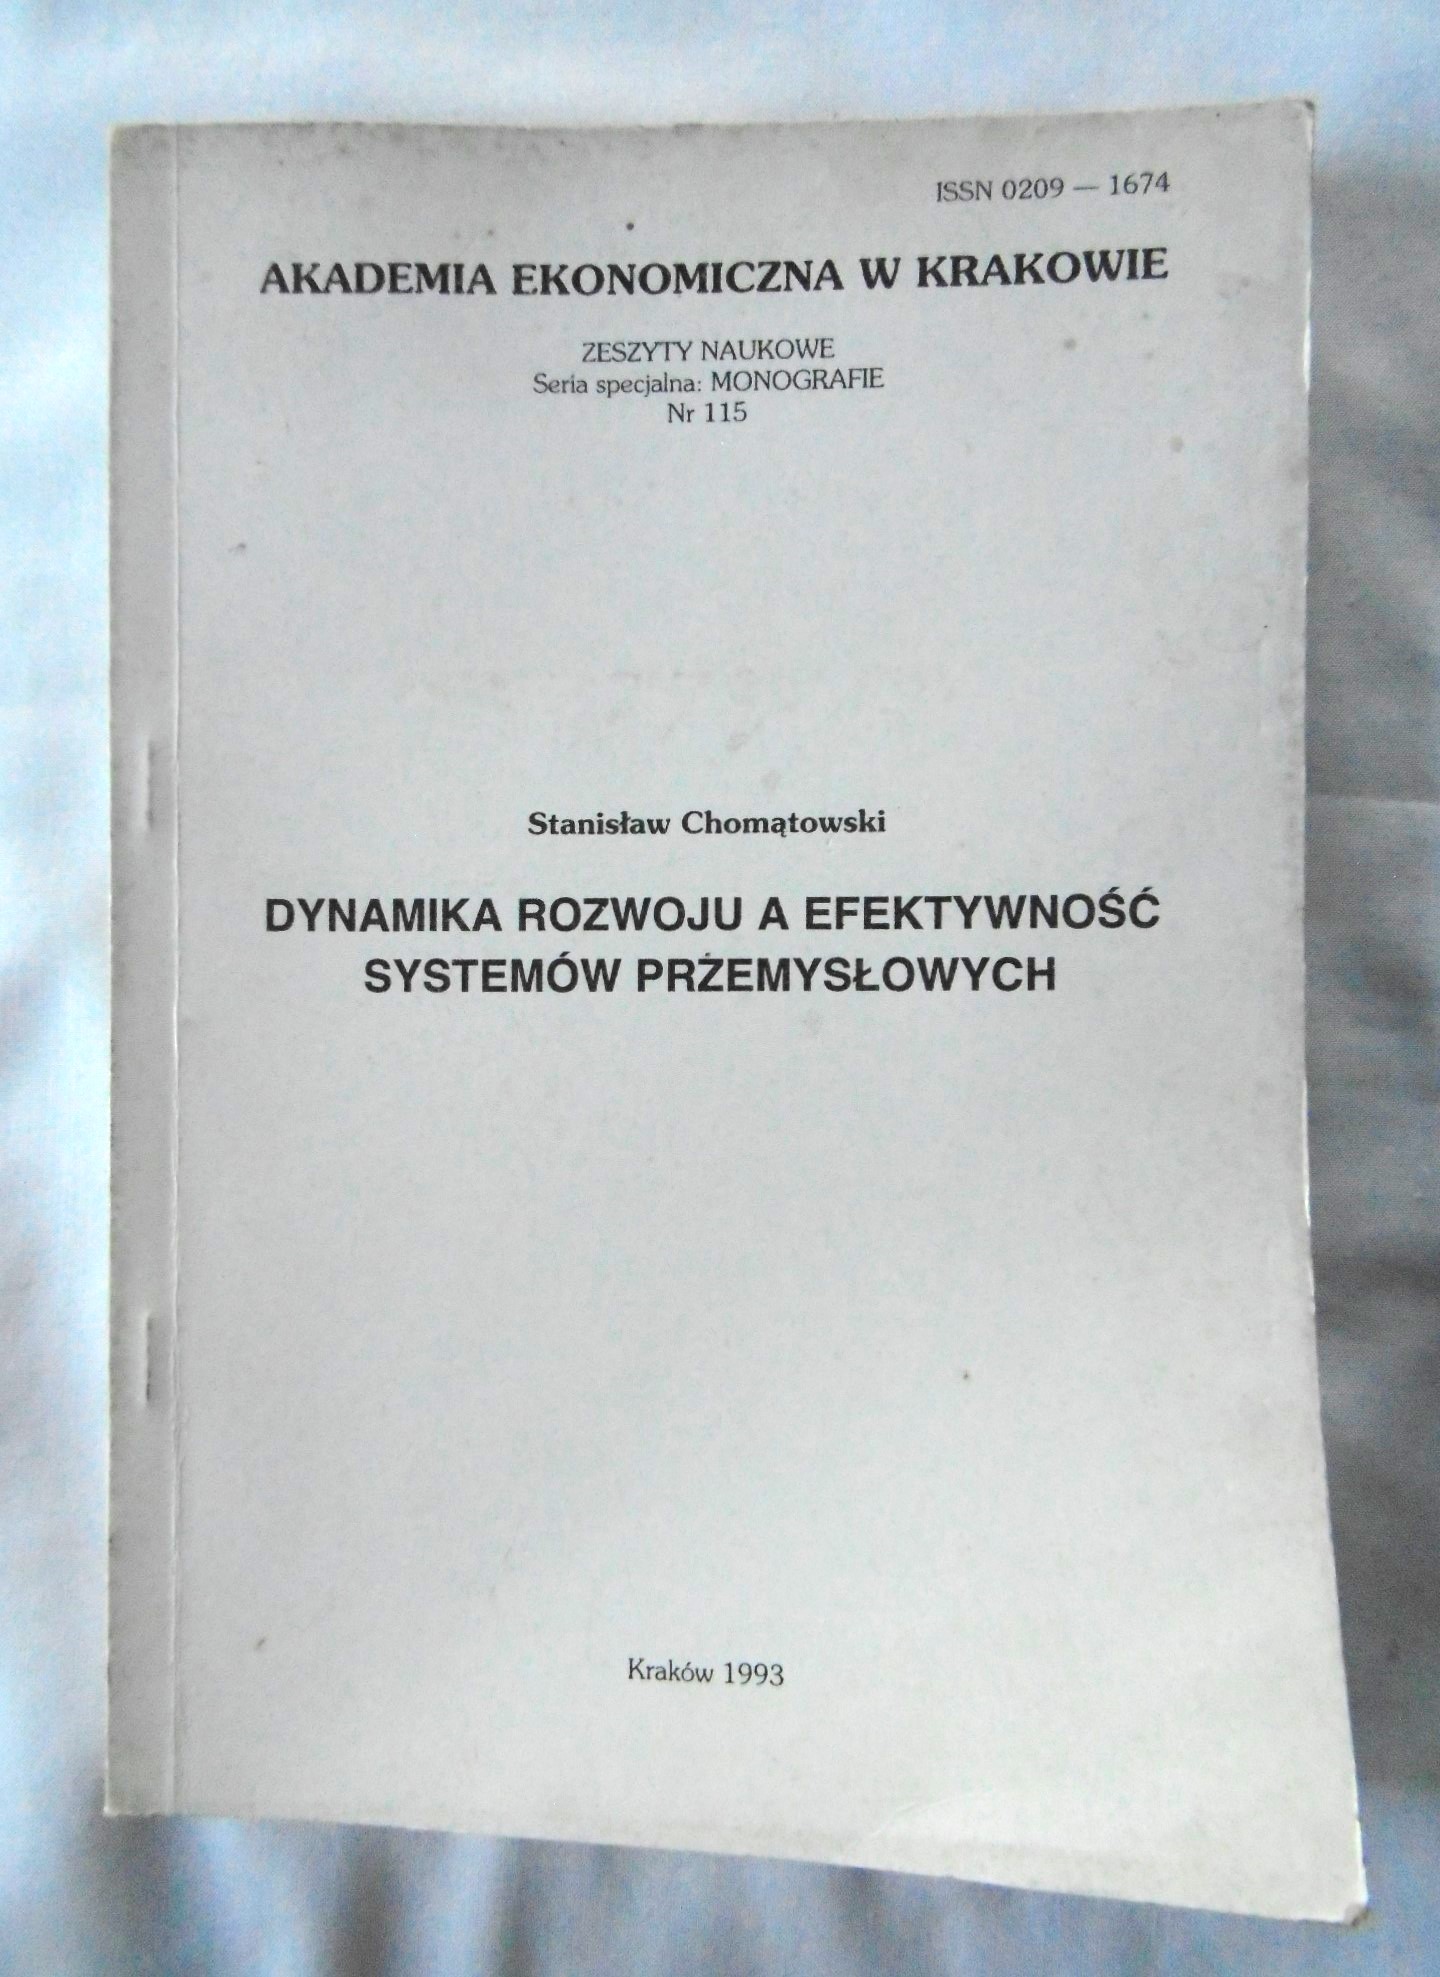 ISSN 0209 — 1674
AKADEMIA EKONOMICZNA W KRAKOWIE
ZESZYTY NAUKOWE
Seria specjalna: MONOGRAFIE
Nr 115
Stanisław Chomątowski
DYNAMIKA ROZWOJU A EFEKTYWNOŚĆ
SYSTEMÓW PRZEMYSŁOWYCH
Kraków 1993